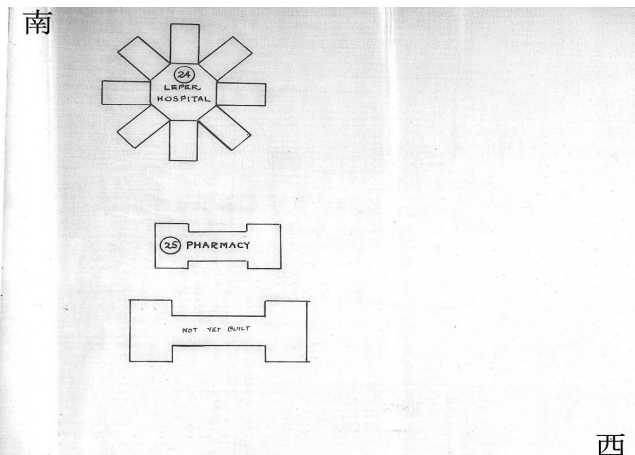 南
24
LEPER
HOSPITAL
25 PHARMACY
NOT YET BUILT
西